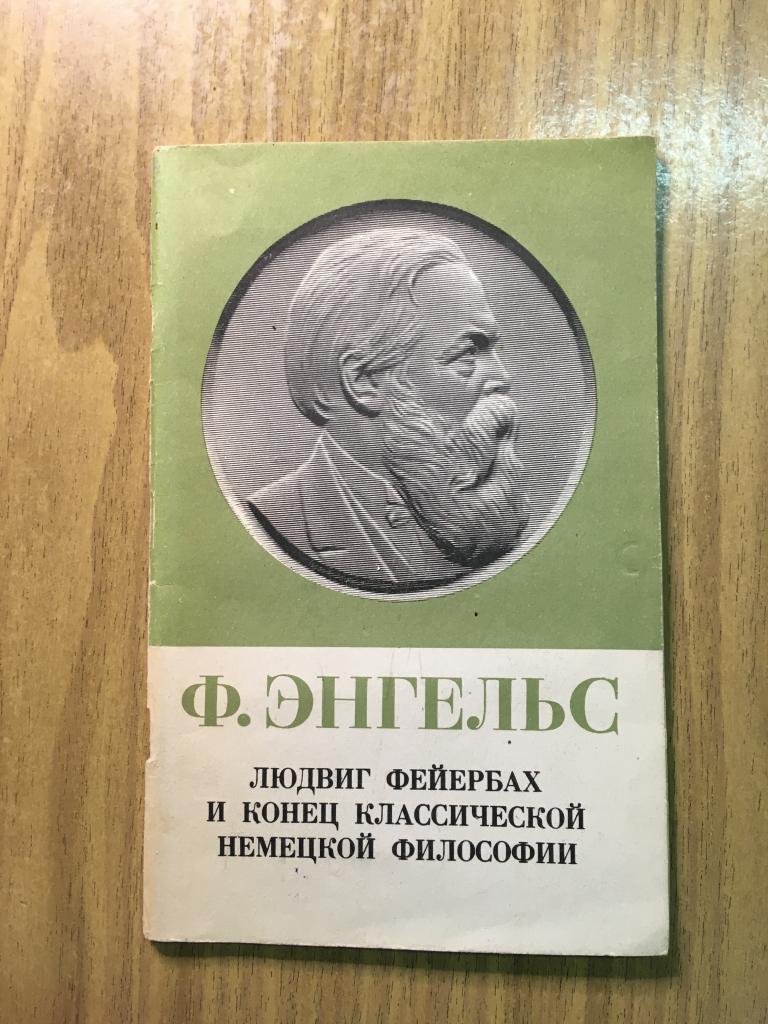 Ф. ЭНГЕЛЬС
ЛЮДВИГ ФЕЙЕРБАХ
И КОНЕЦ КЛАССИЧЕСКОЙ
НЕМЕЦКОЙ ФИЛОСОФИИ